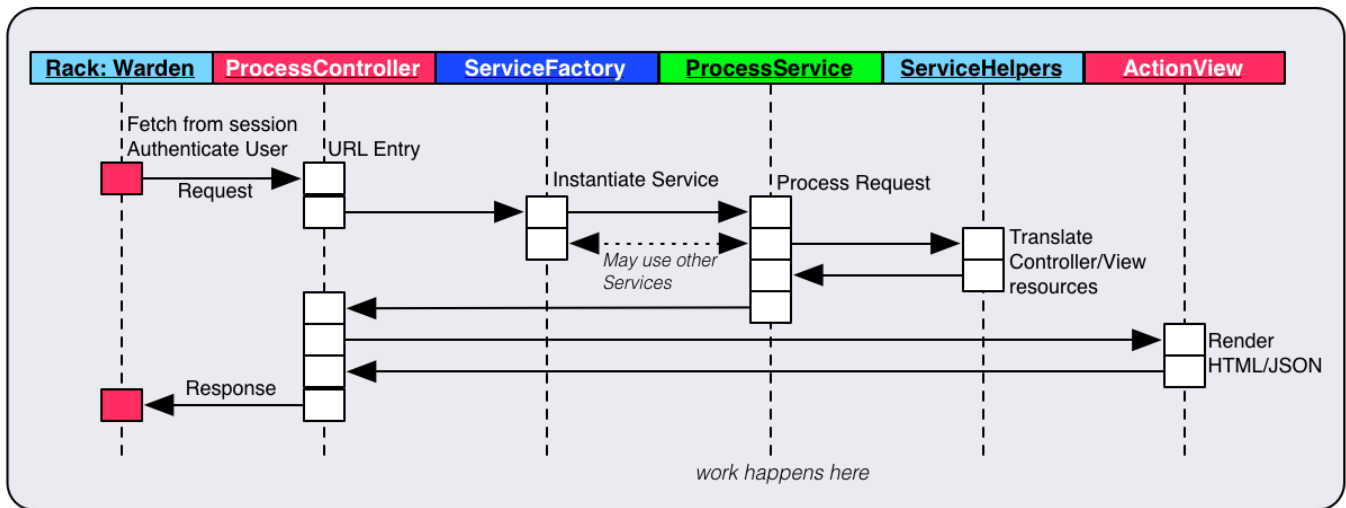 Rack: Warden
ProcessController
ServiceFactory
ProcessService
ServiceHelpers
ActionView
Fetch from session
Authenticate User
URL Entry
Request
Instantiate Service
Process Request
May use other
Services
Translate
Controller/View
resources
Render
HTML/JSON
Response
work happens here